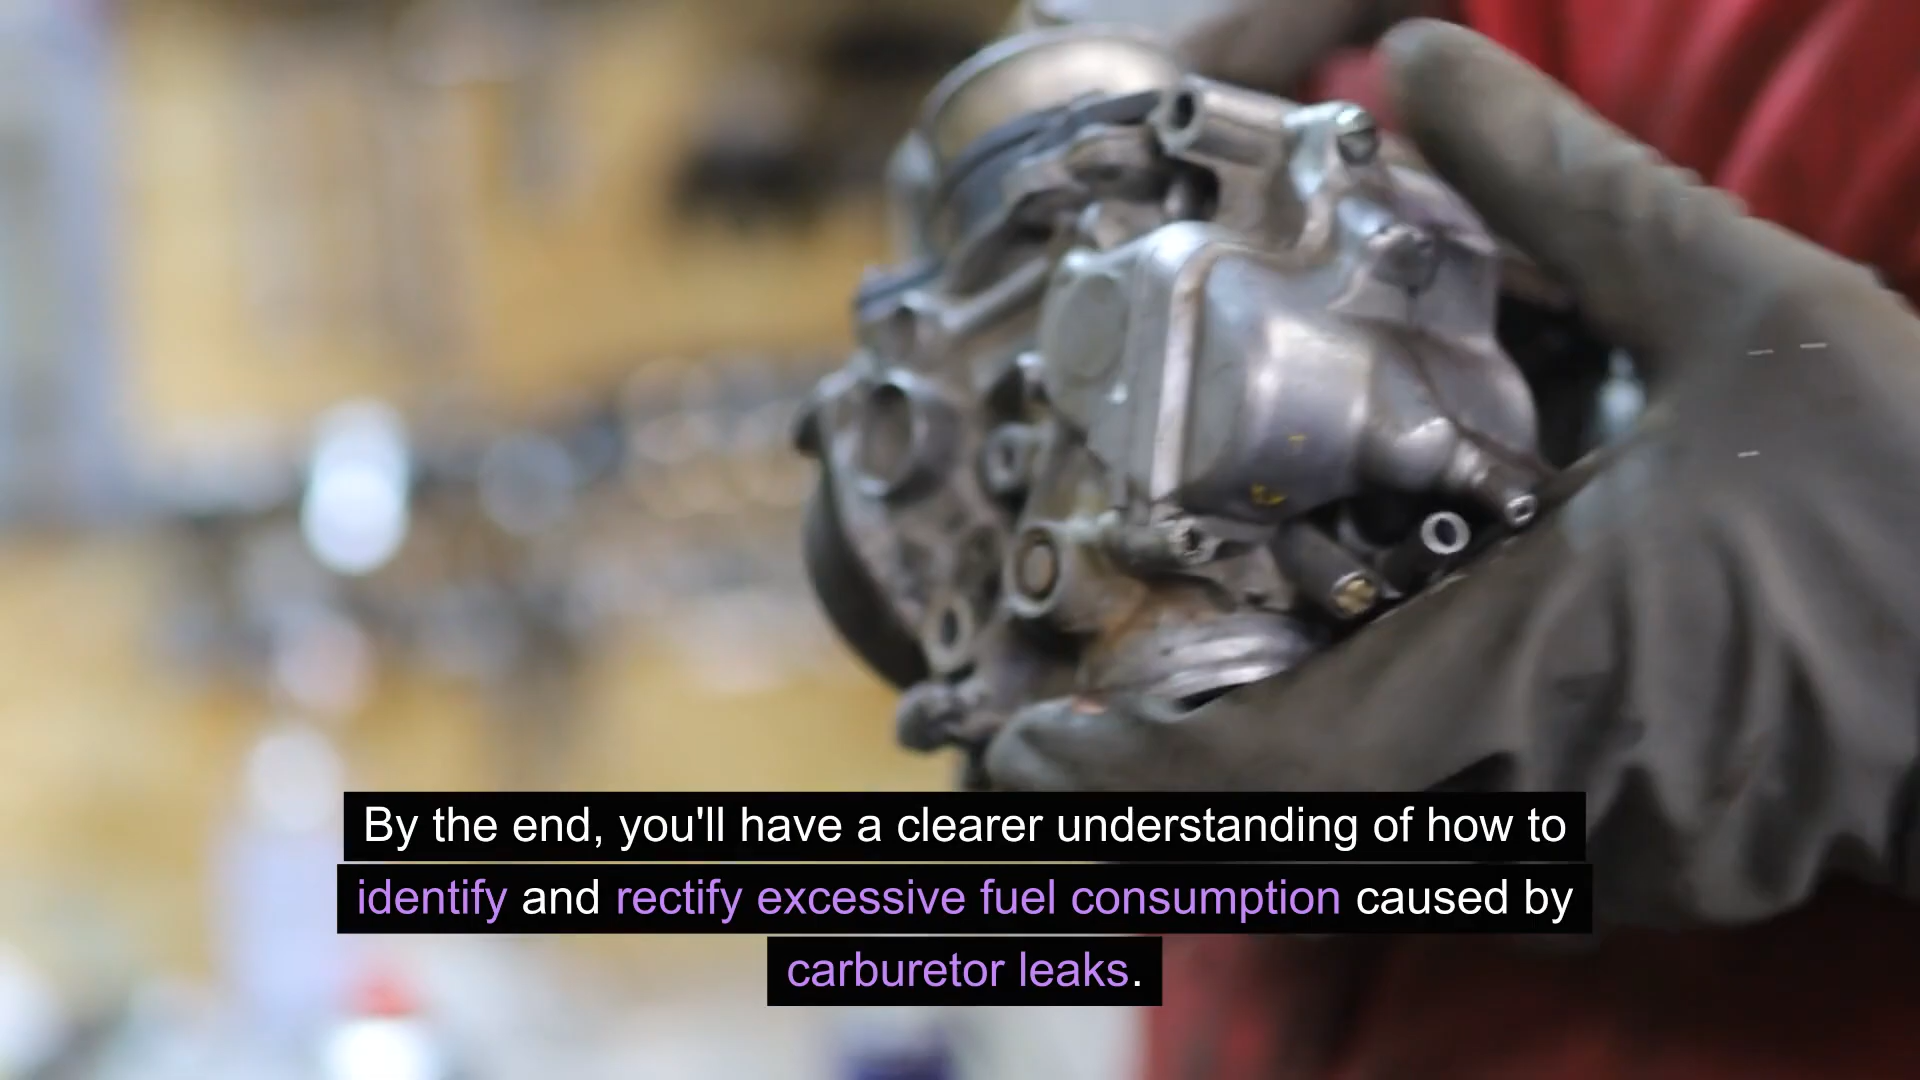 By the end, you'll have a clearer understanding of how to
identify and rectify excessive fuel consumption caused by
carburetor leaks.